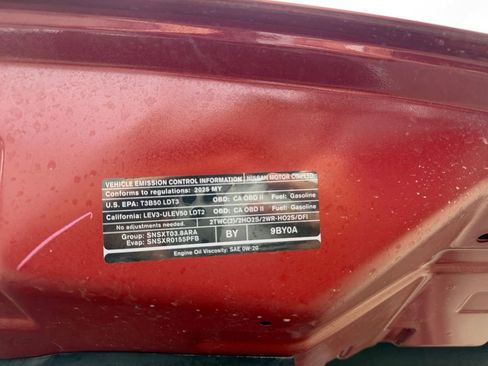 VEHICLE EMISSION CONTROL INFORMATION NISSAN MOTOR CO., LTD.
Conforms to regulations: 2025 MY
U.S. EPA: T3B50 LDT3 OBD: CA OBD II Fuel: Gasoline
California: LEV3-ULEV50 LDT2 OBD: CA OBD II Fuel: Gasoline
No adjustments needed. 2TWC(3)/2HO2S/2WR-HO2S/DFI
Group: SNSXT03.8ARA
Evap: SNSXR0155PFB
BY 9BY0A
Engine Oil Viscosity: SAE 0W-20